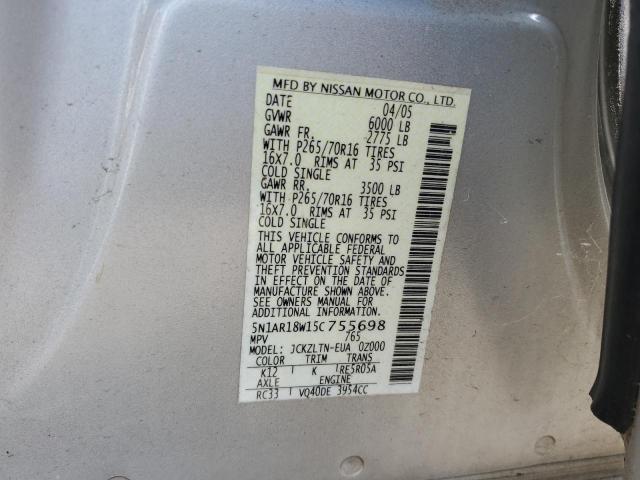 MFD BY NISSAN MOTOR CO., LTD.
DATE 04/05
GVWR 6000 LB
GAWR FR. 2775 LB
WITH P265/70R16 TIRES
16X7.0 RIMS AT 35 PSI
COLD SINGLE
GAWR RR. 3500 LB
WITH P265/70R16 TIRES
16X7.0 RIMS AT 35 PSI
COLD SINGLE
THIS VEHICLE CONFORMS TO
ALL APPLICABLE FEDERAL
MOTOR VEHICLE SAFETY AND
THEFT PREVENTION STANDARDS
IN EFFECT ON THE DATE OF
MANUFACTURE SHOWN ABOVE.
SEE OWNERS MANUAL FOR
ADDITIONAL INFORMATION
5N1AR18W15C755698
MPV 765
MODEL: JCKZLTN-EUA 0Z000
COLOR TRIM TRANS
K12 K RE5R05A
AXLE ENGINE
RC33 VQ40DE 3954CC